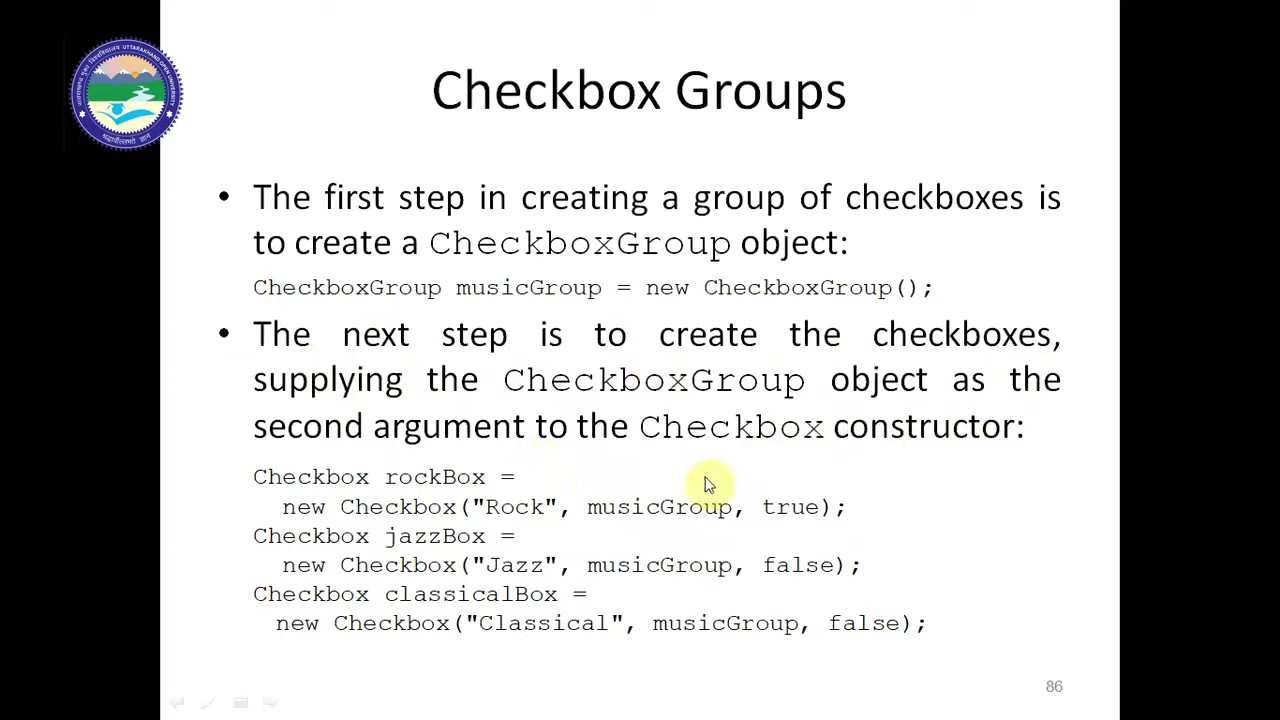 UTTARAKHAND OPEN UNIVERSITY
Checkbox Groups
• The first step in creating a group of checkboxes is
to create a CheckboxGroup object:
CheckboxGroup musicGroup = new CheckboxGroup();
• The next step is to create the checkboxes,
supplying the CheckboxGroup object as the
second argument to the Checkbox constructor:
Checkbox rockBox =
new Checkbox("Rock", musicGroup, true);
Checkbox jazzBox =
new Checkbox("Jazz", musicGroup, false);
Checkbox classicalBox =
new Checkbox("Classical", musicGroup, false);
86